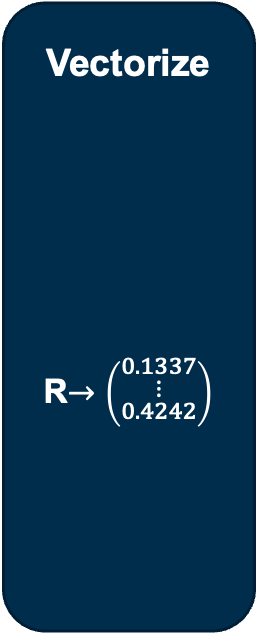 Vectorize
0.1337
R→ ( ⋮ )
0.4242